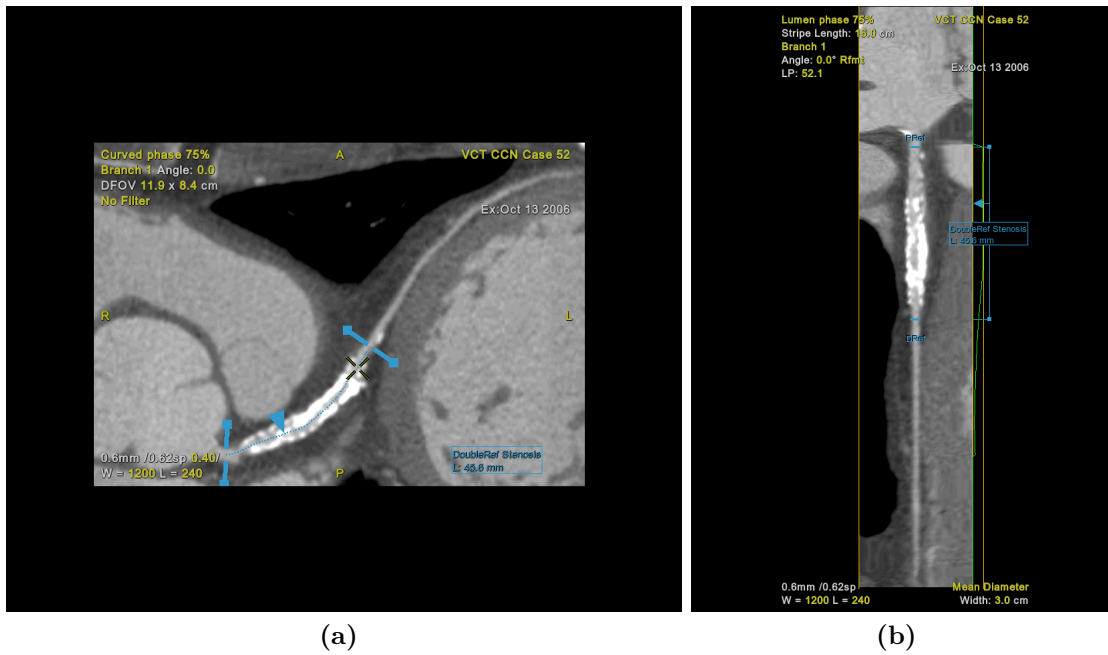 Curved phase 75%
Branch 1 Angle: 0.0
DFOV 11.9 x 8.4 cm
No Filter
A
VCT CCN Case 52
Ex:Oct 13 2006
R
L
0.6mm /0.62sp 0.40/
W = 1200 L = 240
P
DoubleRef Stenosis
L: 45.6 mm
(a)
Lumen phase 75%
Stripe Length: 16.0 cm
Branch 1
Angle: 0.0° Rfmt
LP: 52.1
VCT CCN Case 52
Ex:Oct 13 2006
PRef
DoubleRef Stenosis
L: 45.6 mm
DRef
0.6mm /0.62sp
W = 1200 L = 240
Mean Diameter
Width: 3.0 cm
(b)